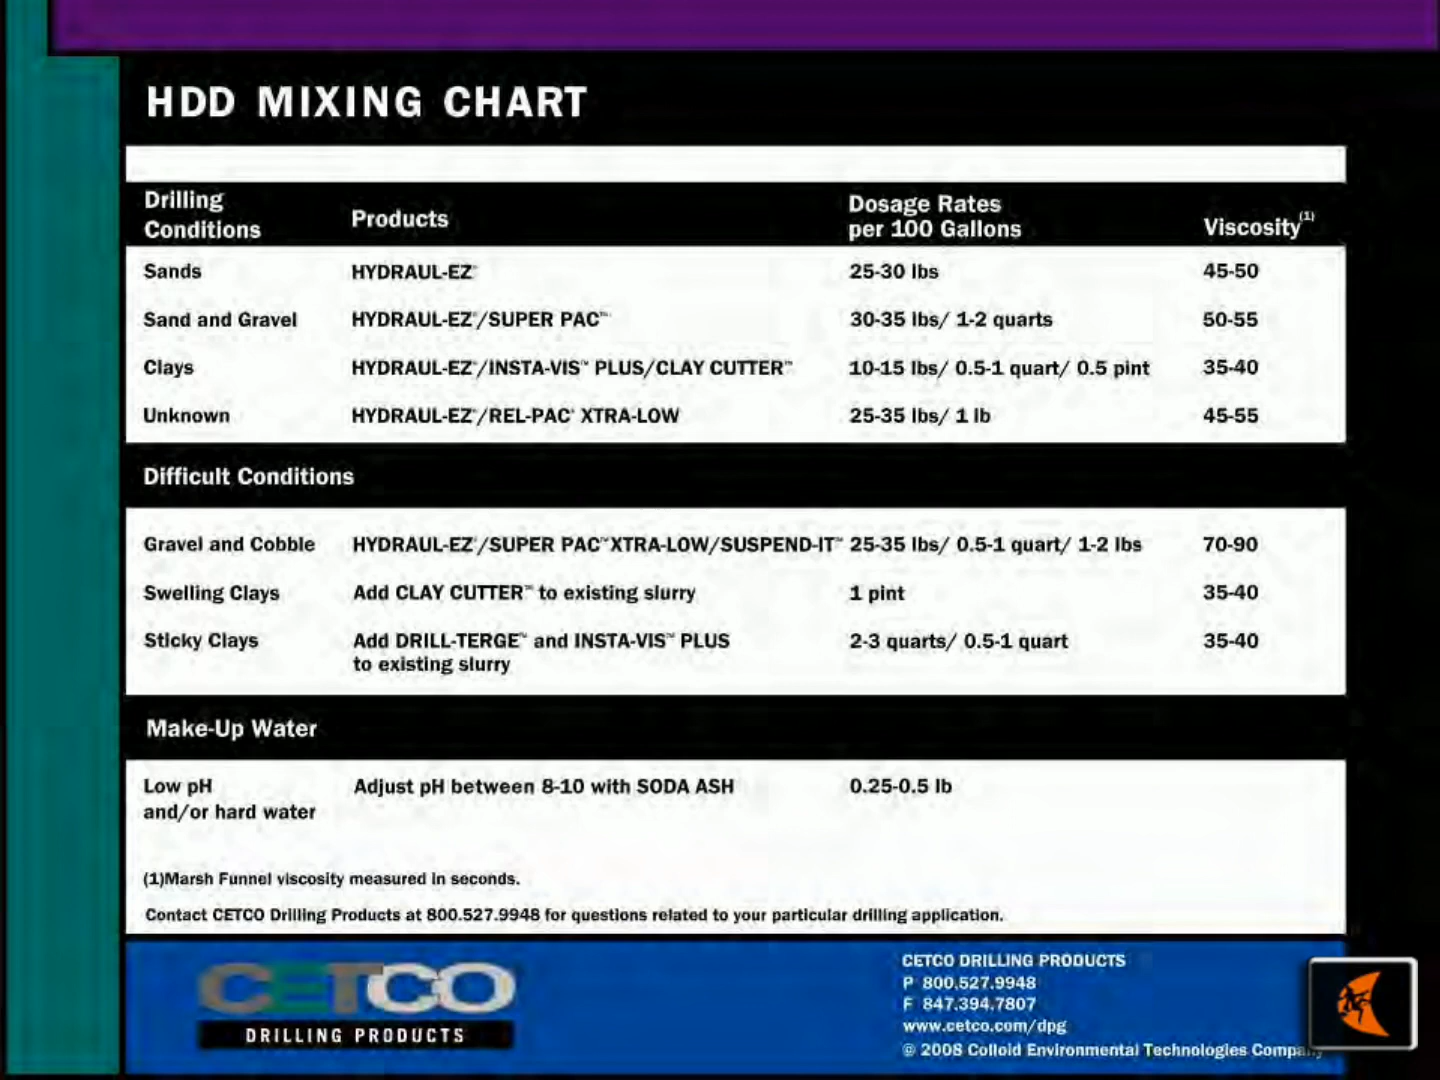 HDD MIXING CHART
Drilling Conditions Products Dosage Rates per 100 Gallons Viscosity(1)
Sands HYDRAUL-EZ 25-30 lbs 45-50
Sand and Gravel HYDRAUL-EZ/SUPER PAC™ 30-35 lbs/ 1-2 quarts 50-55
Clays HYDRAUL-EZ/INSTA-VIS™ PLUS/CLAY CUTTER™ 10-15 lbs/ 0.5-1 quart/ 0.5 pint 35-40
Unknown HYDRAUL-EZ/REL-PAC XTRA-LOW 25-35 lbs/ 1 lb 45-55
Difficult Conditions
Gravel and Cobble HYDRAUL-EZ/SUPER PAC™ XTRA-LOW/SUSPEND-IT™ 25-35 lbs/ 0.5-1 quart/ 1-2 lbs 70-90
Swelling Clays Add CLAY CUTTER™ to existing slurry 1 pint 35-40
Sticky Clays Add DRILL-TERGE™ and INSTA-VIS™ PLUS 2-3 quarts/ 0.5-1 quart 35-40
to existing slurry
Make-Up Water
Low pH Adjust pH between 8-10 with SODA ASH 0.25-0.5 lb
and/or hard water
(1)Marsh Funnel viscosity measured in seconds.
Contact CETCO Drilling Products at 800.527.9948 for questions related to your particular drilling application.
CETCO
DRILLING PRODUCTS
CETCO DRILLING PRODUCTS
P 800.527.9948
F 847.394.7807
www.cetco.com/dpg
© 2008 Colloid Environmental Technologies